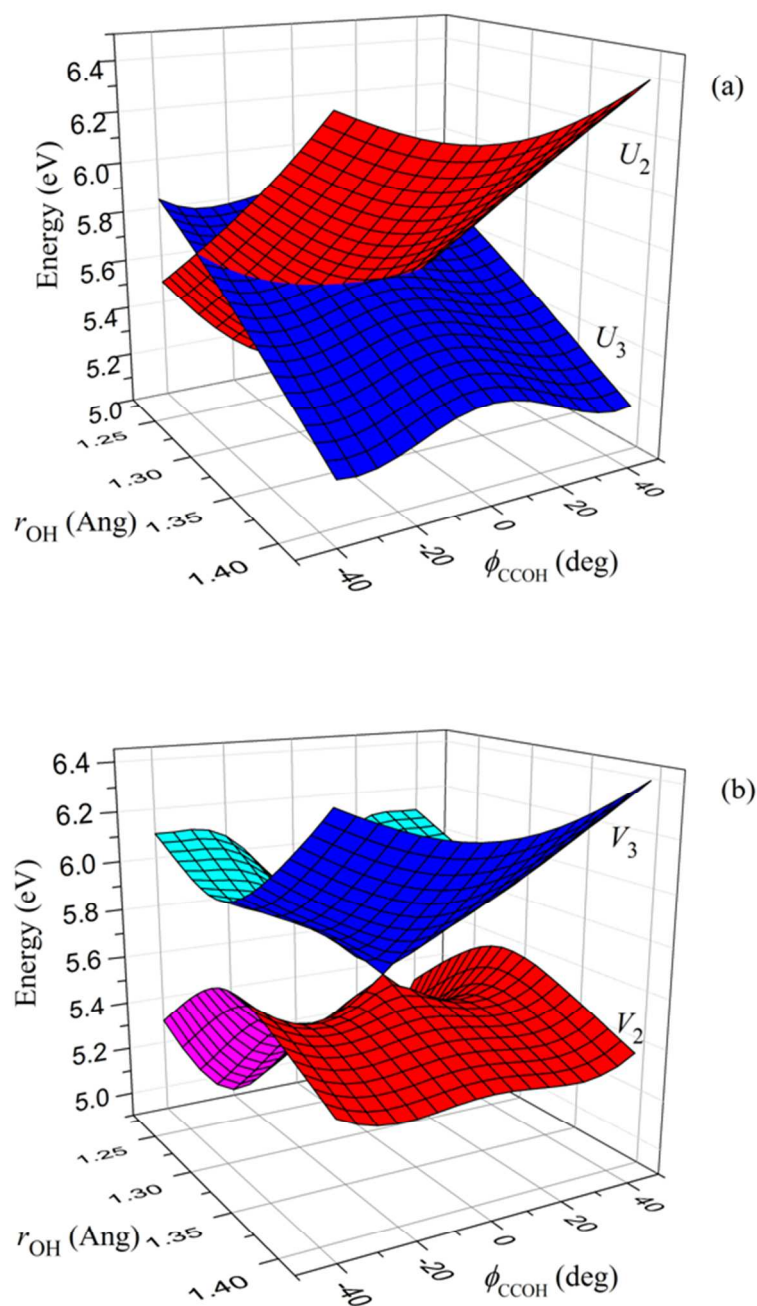 (a)
6.4
6.2
6.0
5.8
5.6
5.4
5.2
5.0
Energy (eV)
U2
U3
1.25
1.30
1.35
1.40
rOH (Ang)
-40
-20
0
20
40
ϕCCOH (deg)
(b)
6.4
6.2
6.0
5.8
5.6
5.4
5.2
5.0
Energy (eV)
V3
V2
1.25
1.30
1.35
1.40
rOH (Ang)
-40
-20
0
20
40
ϕCCOH (deg)